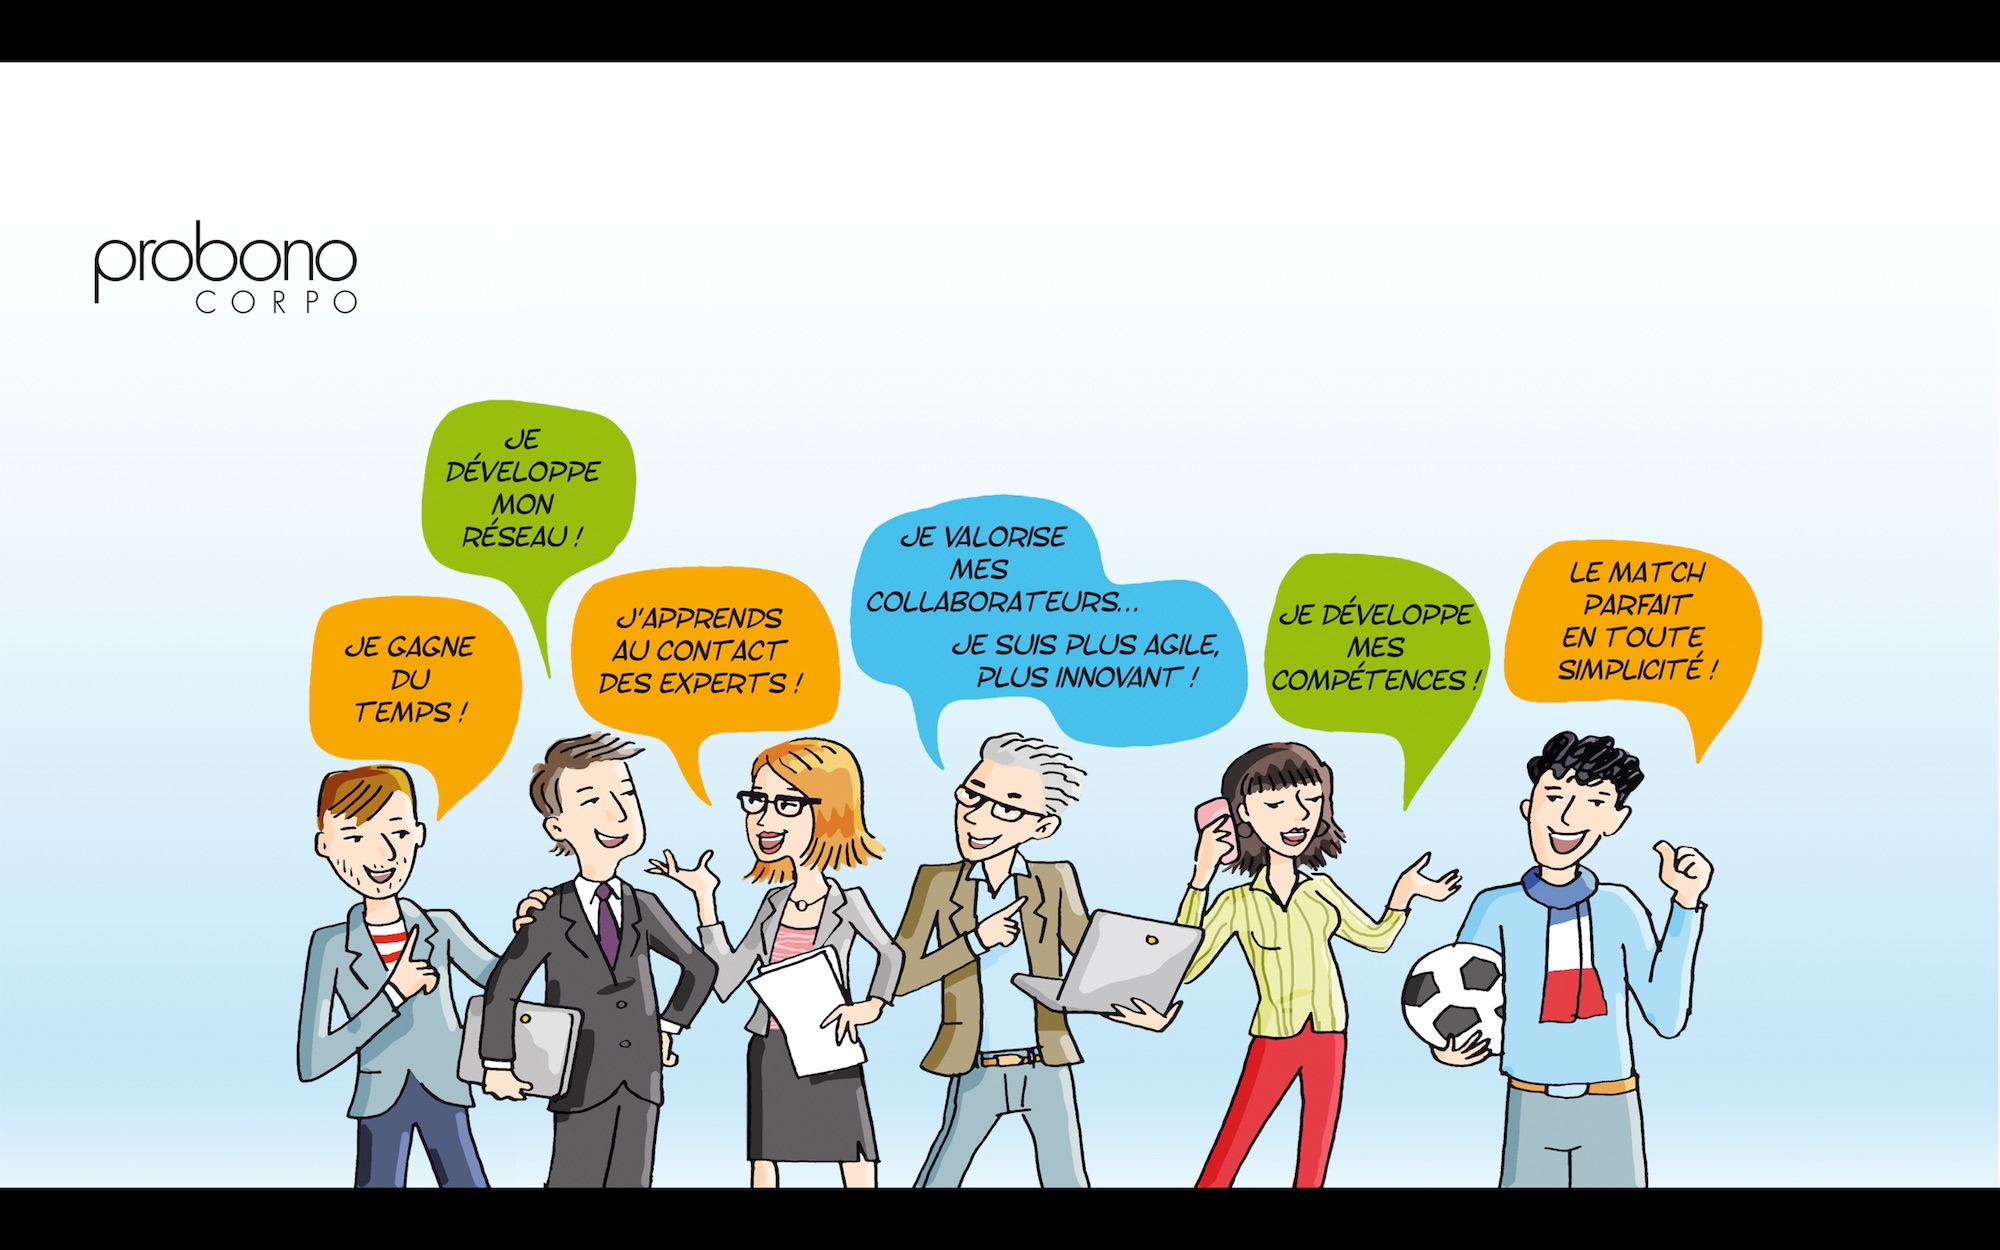 probono
CORPO
JE
DÉVELOPPE
MON
RÉSEAU !
JE GAGNE
DU
TEMPS !
J'APPRENDS
AU CONTACT
DES EXPERTS !
JE VALORISE
MES
COLLABORATEURS...
JE SUIS PLUS AGILE,
PLUS INNOVANT !
JE DÉVELOPPE
MES
COMPÉTENCES !
LE MATCH
PARFAIT
EN TOUTE
SIMPLICITÉ !